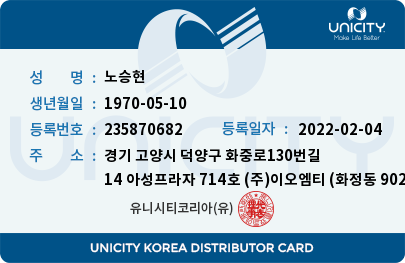 UNICITY
Make Life Better
성 명 : 노승현
생년월일 : 1970-05-10
등록번호 : 235870682 등록일자 : 2022-02-04
주 소 : 경기 고양시 덕양구 화중로130번길
14 아성프라자 714호 (주)이오엠티 (화정동 902
유니시티코리아(유)
UNICITY KOREA DISTRIBUTOR CARD